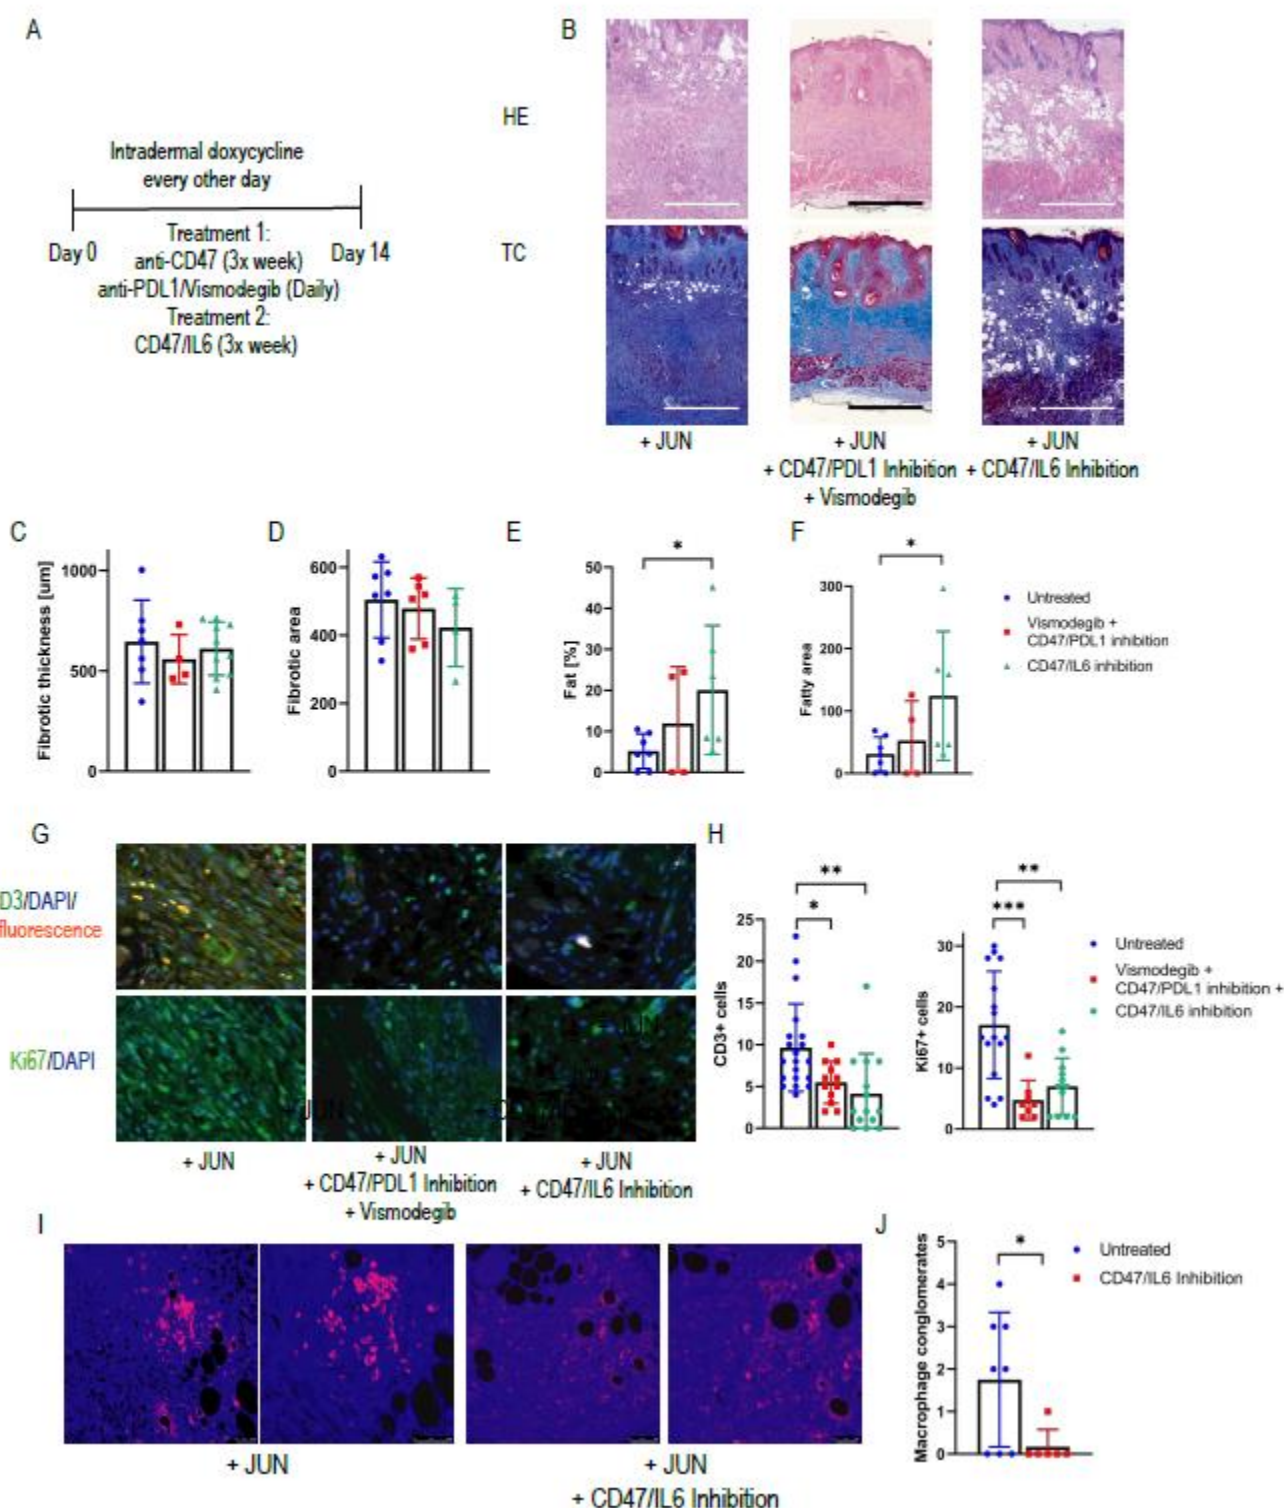 A
Intradermal doxycycline
every other day
Day 0
Day 14
Treatment 1:
anti-CD47 (3x week)
anti-PDL1/Vismodegib (Daily)
Treatment 2:
CD47/IL6 (3x week)
B
HE
TC
+ JUN
+ JUN
+ CD47/PDL1 Inhibition
+ Vismodegib
+ JUN
+ CD47/IL6 Inhibition
C
Fibrotic thickness [um]
1000
500
0
D
Fibrotic area
600
400
200
0
E
*
Fat [%]
50
40
30
20
10
0
F
*
Fatty area
300
200
100
0
Untreated
Vismodegib +
CD47/PDL1 inhibition
CD47/IL6 inhibition
G
D3/DAPI/
fluorescence
Ki67/DAPI
+ JUN
+ JUN
+ CD47/PDL1 Inhibition
+ Vismodegib
+ JUN
+ CD47/IL6 Inhibition
H
**
*
CD3+ cells
25
20
15
10
5
0
**
***
Ki67+ cells
30
20
10
0
Untreated
Vismodegib +
CD47/PDL1 inhibition +
CD47/IL6 inhibition
I
+ JUN
+ JUN
+ CD47/IL6 Inhibition
J
*
Macrophage conglomerates
5
4
3
2
1
0
Untreated
CD47/IL6 Inhibition